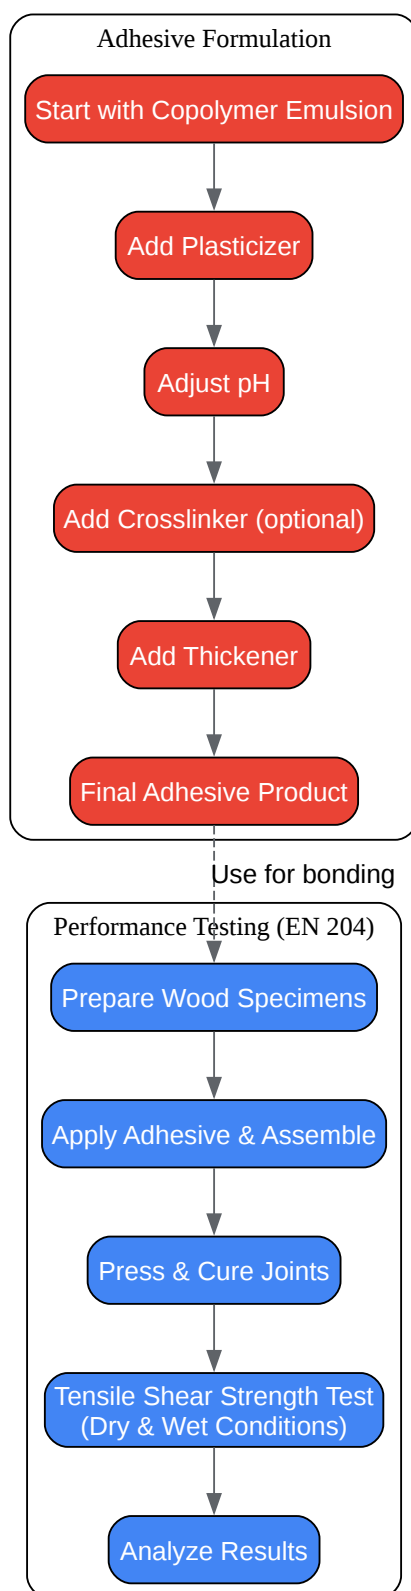 Adhesive Formulation
Start with Copolymer Emulsion
Add Plasticizer
Adjust pH
Add Crosslinker (optional)
Add Thickener
Final Adhesive Product
Use for bonding
Performance Testing (EN 204)
Prepare Wood Specimens
Apply Adhesive & Assemble
Press & Cure Joints
Tensile Shear Strength Test
(Dry & Wet Conditions)
Analyze Results